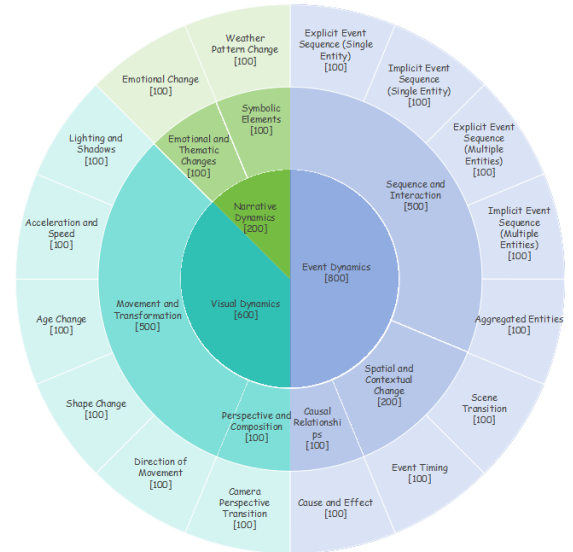 Weather
Pattern Change
[100]
Explicit Event
Sequence (Single
Entity)
[100]
Emotional Change
[100]
Implicit Event
Sequence
(Single Entity)
[100]
Symbolic
Elements
[100]
Lighting and
Shadows
[100]
Emotional and
Thematic
Changes
[100]
Explicit Event
Sequence
(Multiple
Entities)
[100]
Sequence and
Interaction
[500]
Narrative
Dynamics
[200]
Acceleration and
Speed
[100]
Implicit Event
Sequence
(Multiple
Entities)
[100]
Event Dynamics
[800]
Visual Dynamics
[600]
Movement and
Transformation
[500]
Age Change
[100]
Aggregated Entities
[100]
Spatial and
Contextual
Change
[200]
Shape Change
[100]
Scene
Transition
[100]
Perspective and
Composition
[100]
Causal
Relationshi
ps
[100]
Direction of
Movement
[100]
Event Timing
[100]
Camera
Perspective
Transition
[100]
Cause and Effect
[100]